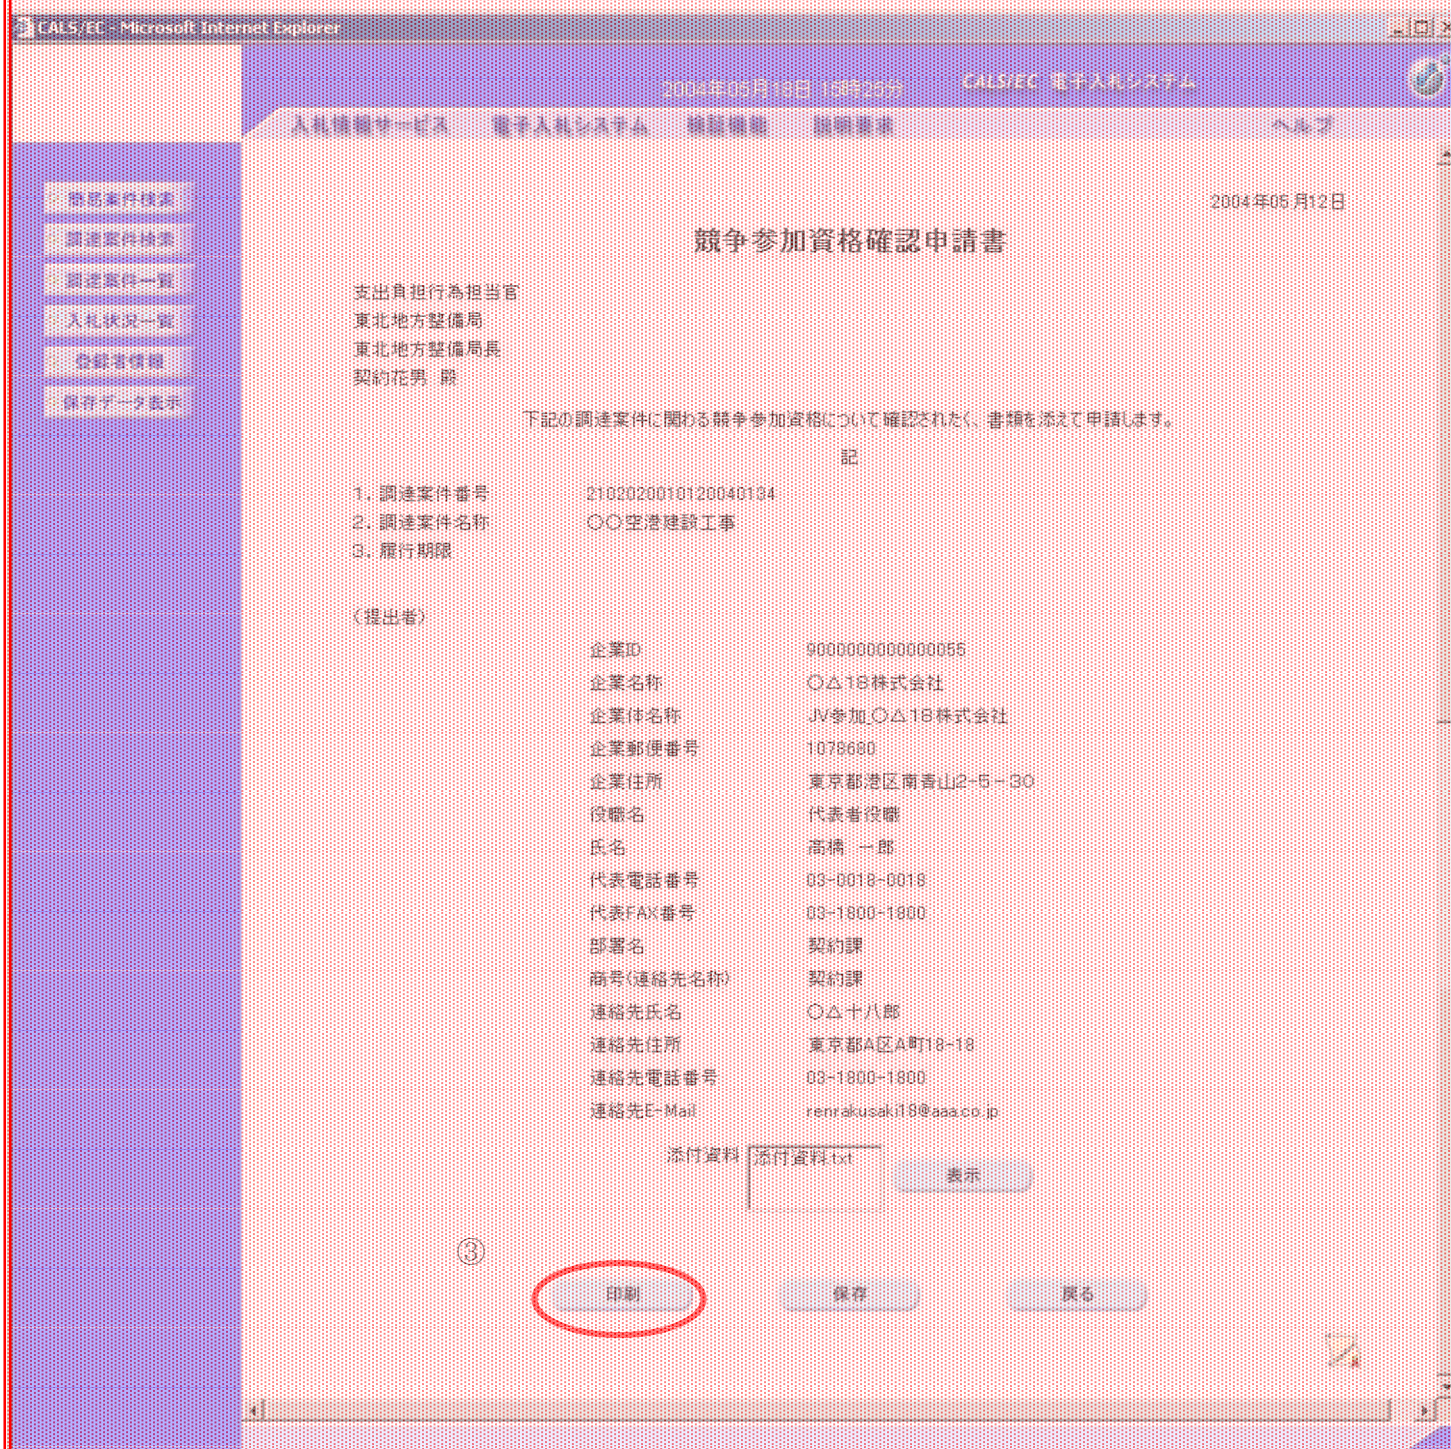 CALS/EC - Microsoft Internet Explorer
2004年05月18日 15時25分
CALS/EC 電子入札システム
入札情報サービス 電子入札システム 検証機能 説明要求 ヘルプ
簡易案件検索
調達案件検索
調達案件一覧
入札状況一覧
登録者情報
保存データ表示
2004年05月12日
競争参加資格確認申請書
支出負担行為担当官
東北地方整備局
東北地方整備局長
契約花男 殿
下記の調達案件に関わる競争参加資格について確認されたく、書類を添えて申請します。
記
1. 調達案件番号 2102020010120040134
2. 調達案件名称 〇〇空港建設工事
3. 履行期限
〈提出者〉
企業ID 9000000000000055
企業名称 〇△18株式会社
企業体名称 JV参加_〇△18株式会社
企業郵便番号 1078680
企業住所 東京都港区南青山2-5-30
役職名 代表者役職
氏名 高橋 一郎
代表電話番号 03-0018-0018
代表FAX番号 03-1800-1800
部署名 契約課
商号(連絡先名称) 契約課
連絡先氏名 〇△十八郎
連絡先住所 東京都A区A町18-18
連絡先電話番号 03-1800-1800
連絡先E-Mail renrakusaki18@aaa.co.jp
添付資料 添付資料.txt 表示
③
印刷 保存 戻る